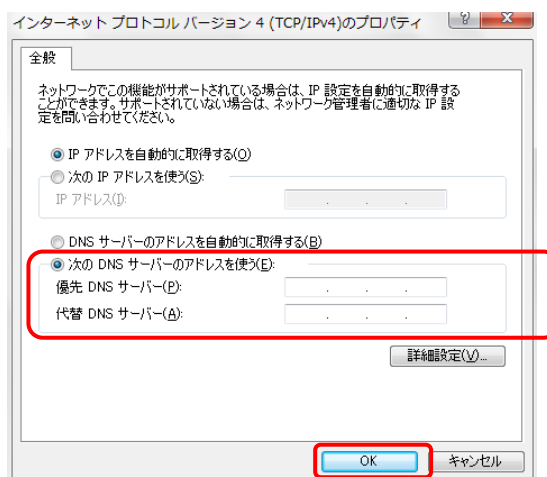 インターネット プロトコル バージョン 4 (TCP/IPv4)のプロパティ
全般
ネットワークでこの機能がサポートされている場合は、IP 設定を自動的に取得する
ことができます。サポートされていない場合は、ネットワーク管理者に適切な IP 設
定を問い合わせてください。
IP アドレスを自動的に取得する(O)
次の IP アドレスを使う(S):
IP アドレス(I):
DNS サーバーのアドレスを自動的に取得する(B)
次の DNS サーバーのアドレスを使う(E):
優先 DNS サーバー(P):
代替 DNS サーバー(A):
詳細設定(V)...
OK キャンセル